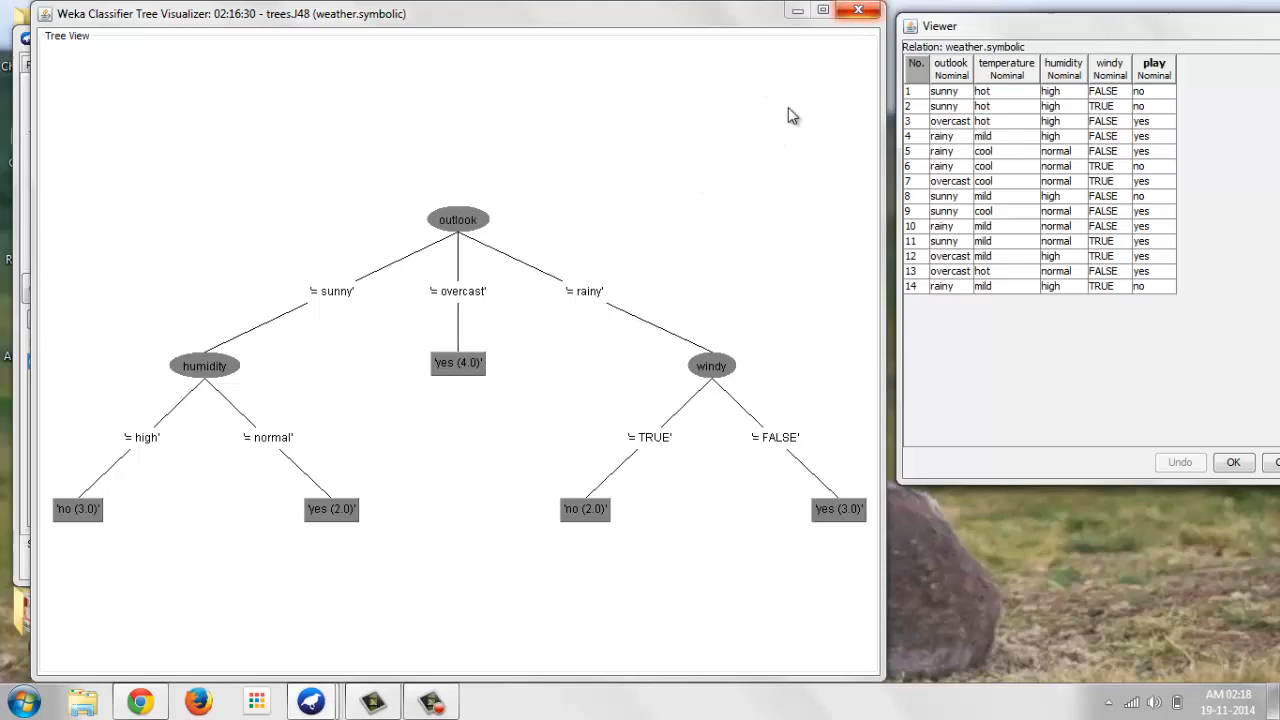 Weka Classifier Tree Visualizer: 02:16:30 - trees.J48 (weather.symbolic)
Tree View
outlook
'= sunny'
'= overcast'
'= rainy'
humidity
'yes (4.0)'
windy
'= high'
'= normal'
'= TRUE'
'= FALSE'
'no (3.0)'
'yes (2.0)'
'no (2.0)'
'yes (3.0)'
Viewer
Relation: weather.symbolic
No. outlook temperature humidity windy play
Nominal Nominal Nominal Nominal Nominal
1 sunny hot high FALSE no
2 sunny hot high TRUE no
3 overcast hot high FALSE yes
4 rainy mild high FALSE yes
5 rainy cool normal FALSE yes
6 rainy cool normal TRUE no
7 overcast cool normal TRUE yes
8 sunny mild high FALSE no
9 sunny cool normal FALSE yes
10 rainy mild normal FALSE yes
11 sunny mild normal TRUE yes
12 overcast mild high TRUE yes
13 overcast hot normal FALSE yes
14 rainy mild high TRUE no
Undo OK
AM 02:18
19-11-2014